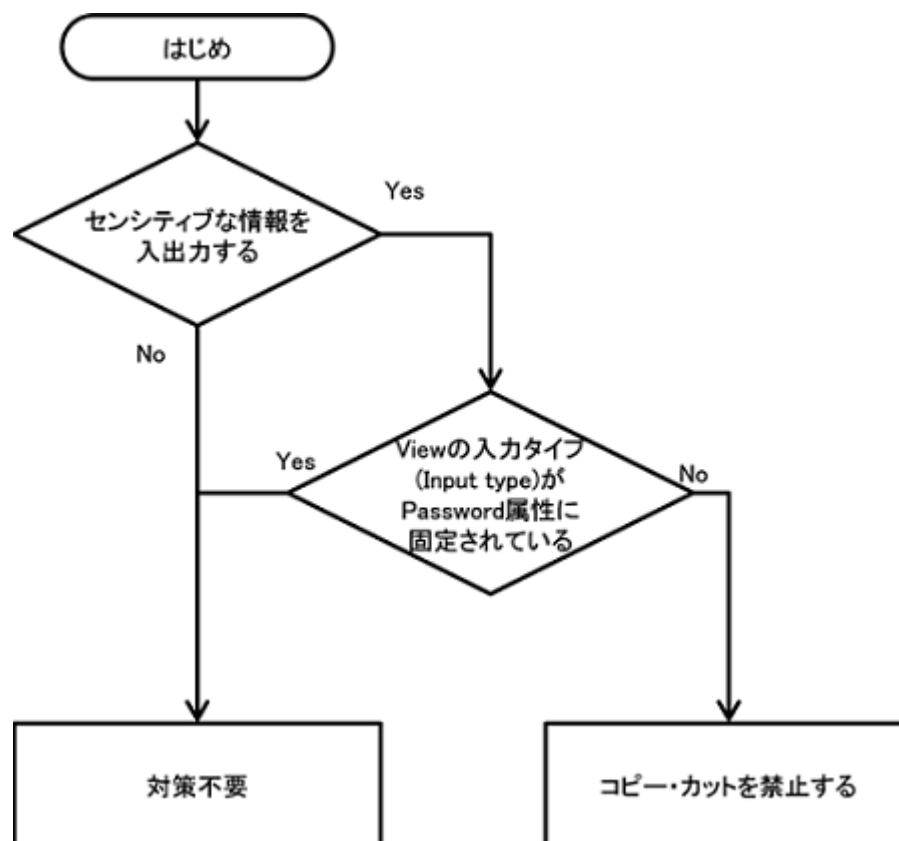 はじめ
Yes
センシティブな情報を
入出力する
No
Viewの入力タイプ
Yes
(Input type)が
No
Password属性に
固定されている
対策不要
コピー・カットを禁止する